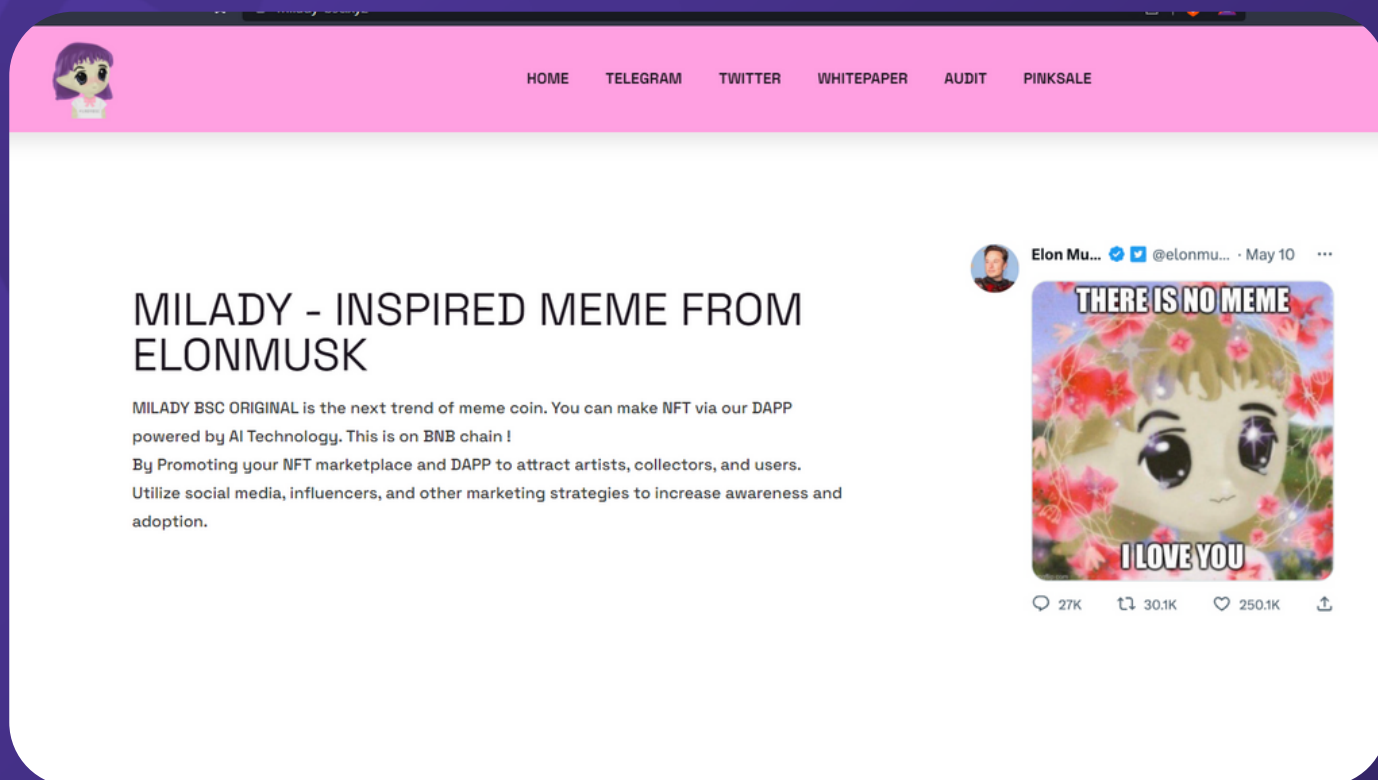 HOME TELEGRAM TWITTER WHITEPAPER AUDIT PINKSALE
MILADY - INSPIRED MEME FROM
ELONMUSK
MILADY BSC ORIGINAL is the next trend of meme coin. You can make NFT via our DAPP
powered by AI Technology. This is on BNB chain !
By Promoting your NFT marketplace and DAPP to attract artists, collectors, and users.
Utilize social media, influencers, and other marketing strategies to increase awareness and
adoption.
Elon Mu... @elonmu... · May 10 ...
THERE IS NO MEME
I LOVE YOU
27K 30.1K 250.1K